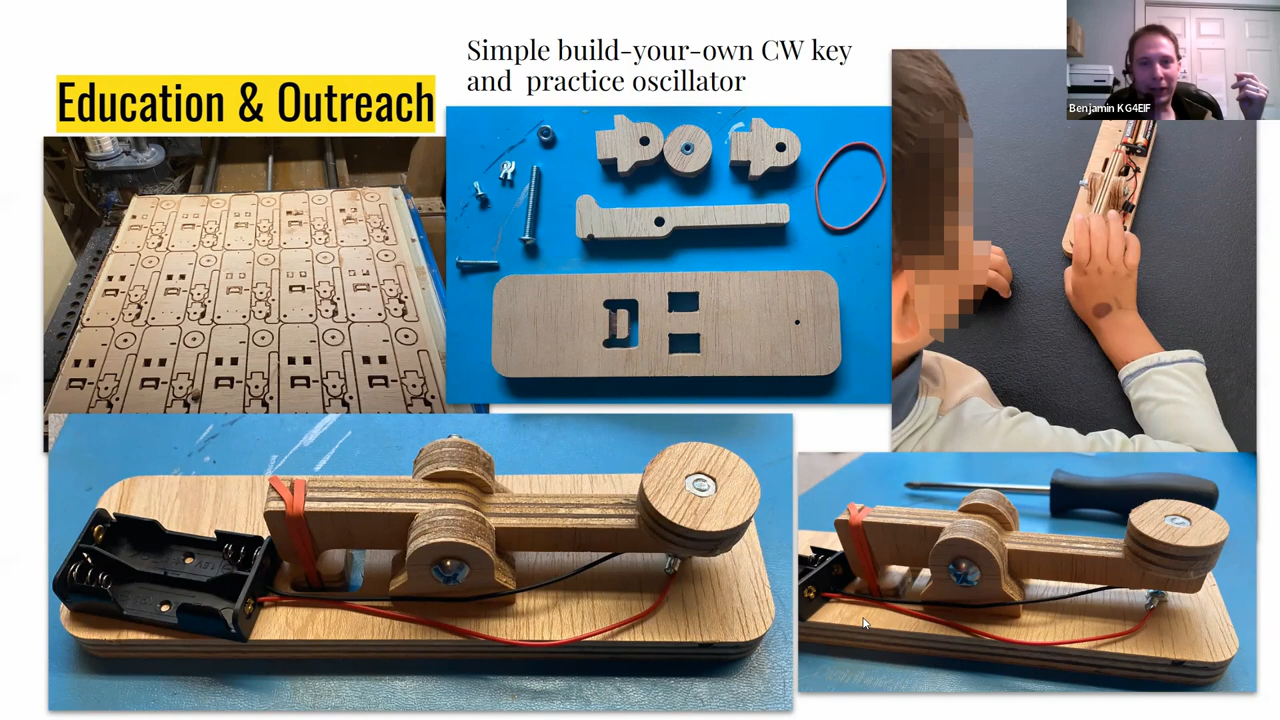 Simple build-your-own CW key
and practice oscillator
Education & Outreach
Benjamin KG4EIF